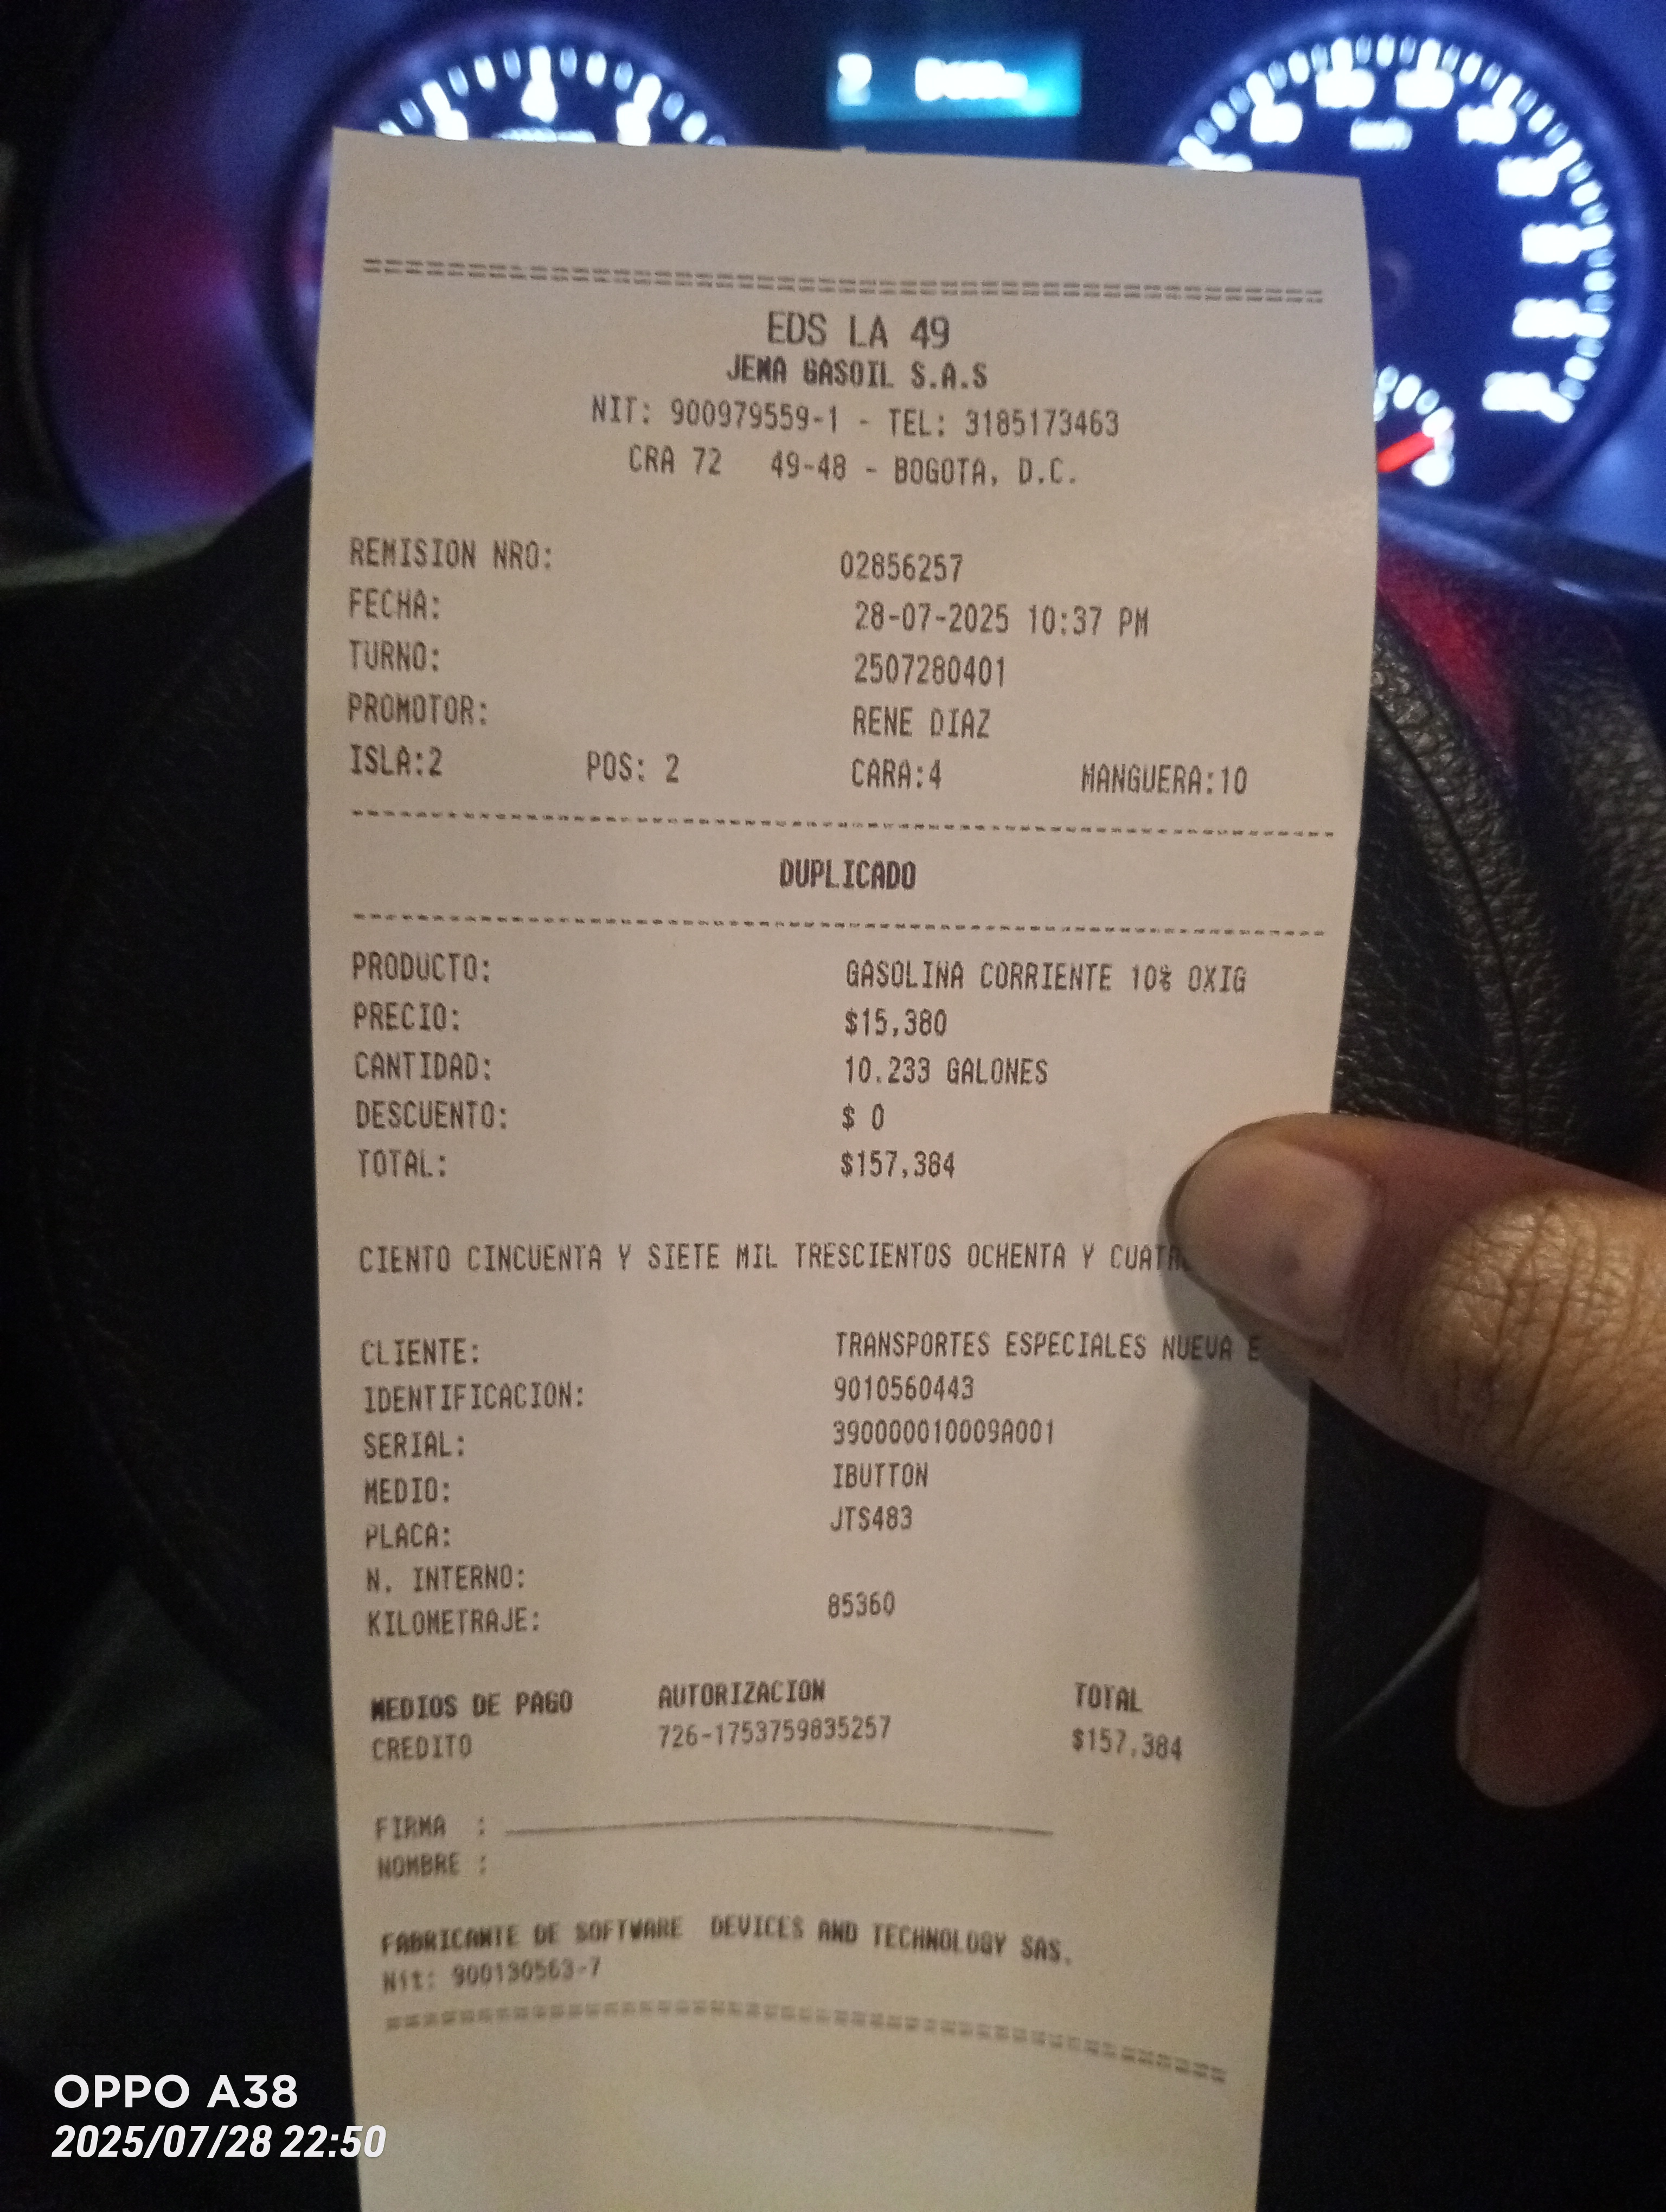 EDS LA 49
JEMA GASOIL S.A.S
NIT: 900979559-1 - TEL: 3185173463
CRA 72 49-48 - BOGOTA, D.C.
REMISION NRO: 02856257
FECHA: 28-07-2025 10:37 PM
TURNO: 2507280401
PROMOTOR: RENE DIAZ
ISLA:2 POS: 2 CARA:4 MANGUERA:10
DUPLICADO
PRODUCTO: GASOLINA CORRIENTE 10% OXIG
PRECIO: $15,380
CANTIDAD: 10.233 GALONES
DESCUENTO: $ 0
TOTAL: $157,384
CIENTO CINCUENTA Y SIETE MIL TRESCIENTOS OCHENTA Y
CLIENTE: TRANSPORTES ESPECIALES NUEVA E
IDENTIFICACION: 9010560443
SERIAL: 390000010009A001
MEDIO: IBUTTON
PLACA: JTS483
N. INTERNO:
KILOMETRAJE: 85360
MEDIOS DE PAGO AUTORIZACION TOTAL
CREDITO 726-1753759835257 $157,384
FIRMA :
NOMBRE :
FABRICANTE DE SOFTWARE DEVICES AND TECHNOLOGY SAS.
Nit: 900130563-7
OPPO A38
2025/07/28 22:50